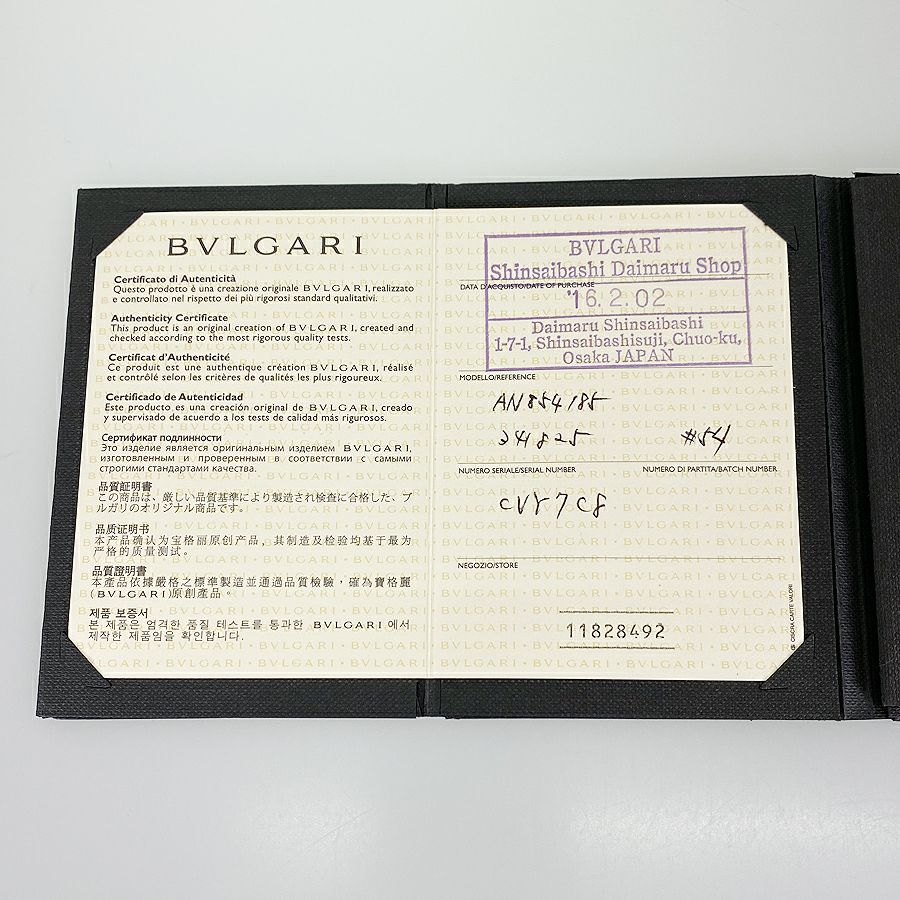 BVLGARI
Certificato di Autenticità
Questo prodotto è una creazione originale BVLGARI, realizzato
e controllato nel rispetto dei più rigorosi standard qualitativi.
Authenticity Certificate
This product is an original creation of BVLGARI, created and
checked according to the most rigorous quality tests.
Certificat d'Authenticité
Ce produit est une authentique création BVLGARI, réalisé
et contrôlé selon les critères de qualités les plus rigoureux.
Certificado de Autenticidad
Este producto es una creación original de BVLGARI, creado
y supervisado de acuerdo a los tests de calidad más rigurosos.
Сертификат подлинности
Это изделие является оригинальным изделием BVLGARI,
изготовленным и проверенным в соответствии с самыми
строгими стандартами качества.
品質証明書
この商品は、厳しい品質基準により製造され検査に合格した、ブ
ルガリのオリジナル商品です。
品质证明书
本产品确认为宝格丽原创产品，其制造及检验均基于最为
严格的质量测试。
品質證明書
本產品依據嚴格之標準製造並通過品質檢驗，確為寶格麗
(BVLGARI)原創產品。
제품 보증서
본 제품은 엄격한 품질 테스트를 통과한 BVLGARI 에서
제작한 제품임을 확인합니다.
BVLGARI
Shinsaibashi Daimaru Shop
DATA D'ACQUISTO/DATE OF PURCHASE
'16.2.02
Daimaru Shinsaibashi
1-7-1, Shinsaibashisuji, Chuo-ku,
Osaka JAPAN
MODELLO/REFERENCE
AN854185
341825 #54
NUMERO SERIALE/SERIAL NUMBER NUMERO DI PARTITA/BATCH NUMBER
CVY7C8
NEGOZIO/STORE
11828492